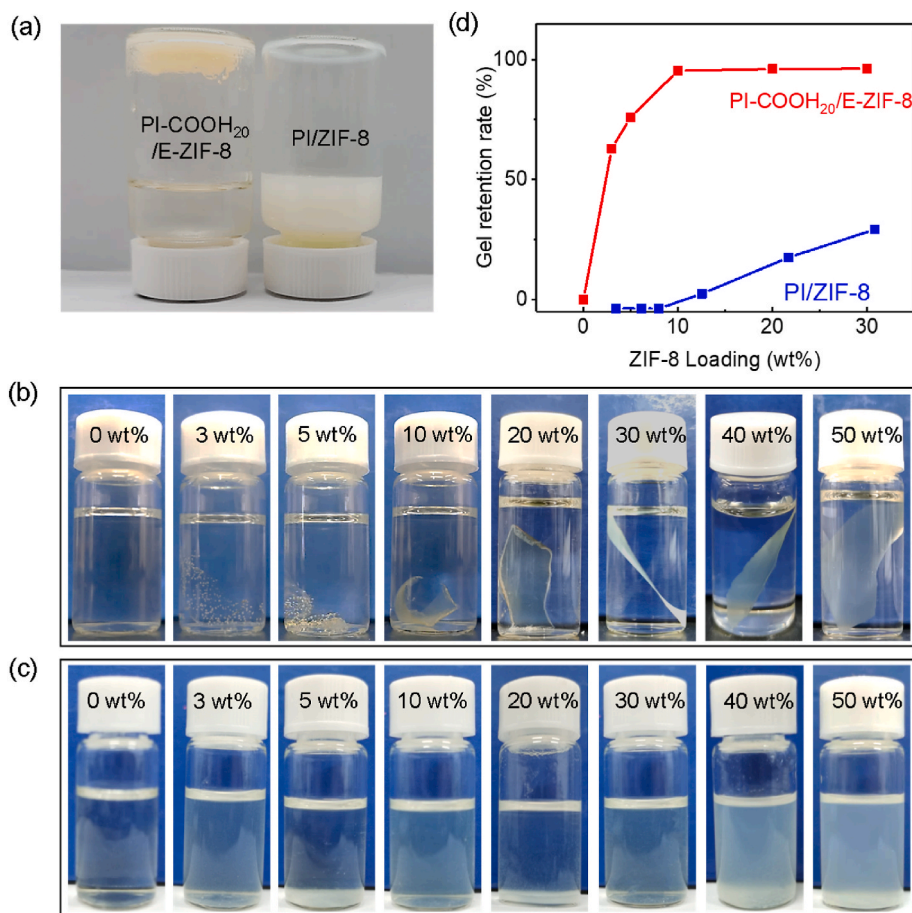 (a)
PI-COOH₂₀
/E-ZIF-8
PI/ZIF-8
(d)
Gel retention rate (%)
100
50
0
PI-COOH₂₀/E-ZIF-8
PI/ZIF-8
0 10 20 30
ZIF-8 Loading (wt%)
(b)
0 wt% 3 wt% 5 wt% 10 wt% 20 wt% 30 wt% 40 wt% 50 wt%
(c)
0 wt% 3 wt% 5 wt% 10 wt% 20 wt% 30 wt% 40 wt% 50 wt%